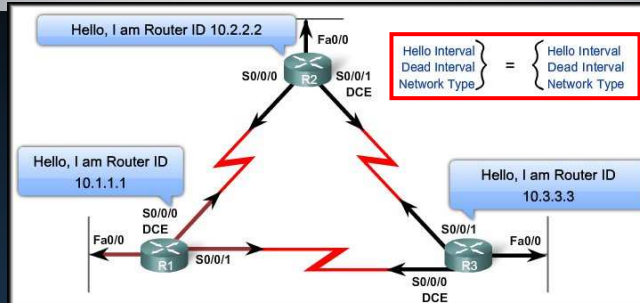 Hello, I am Router ID 10.2.2.2
Fa0/0
Hello Interval
Dead Interval
Network Type
=
Hello Interval
Dead Interval
Network Type
S0/0/0
S0/0/1
DCE
R2
Hello, I am Router ID
10.1.1.1
Hello, I am Router ID
10.3.3.3
S0/0/0
DCE
S0/0/1
Fa0/0
Fa0/0
R1
S0/0/1
R3
S0/0/0
DCE